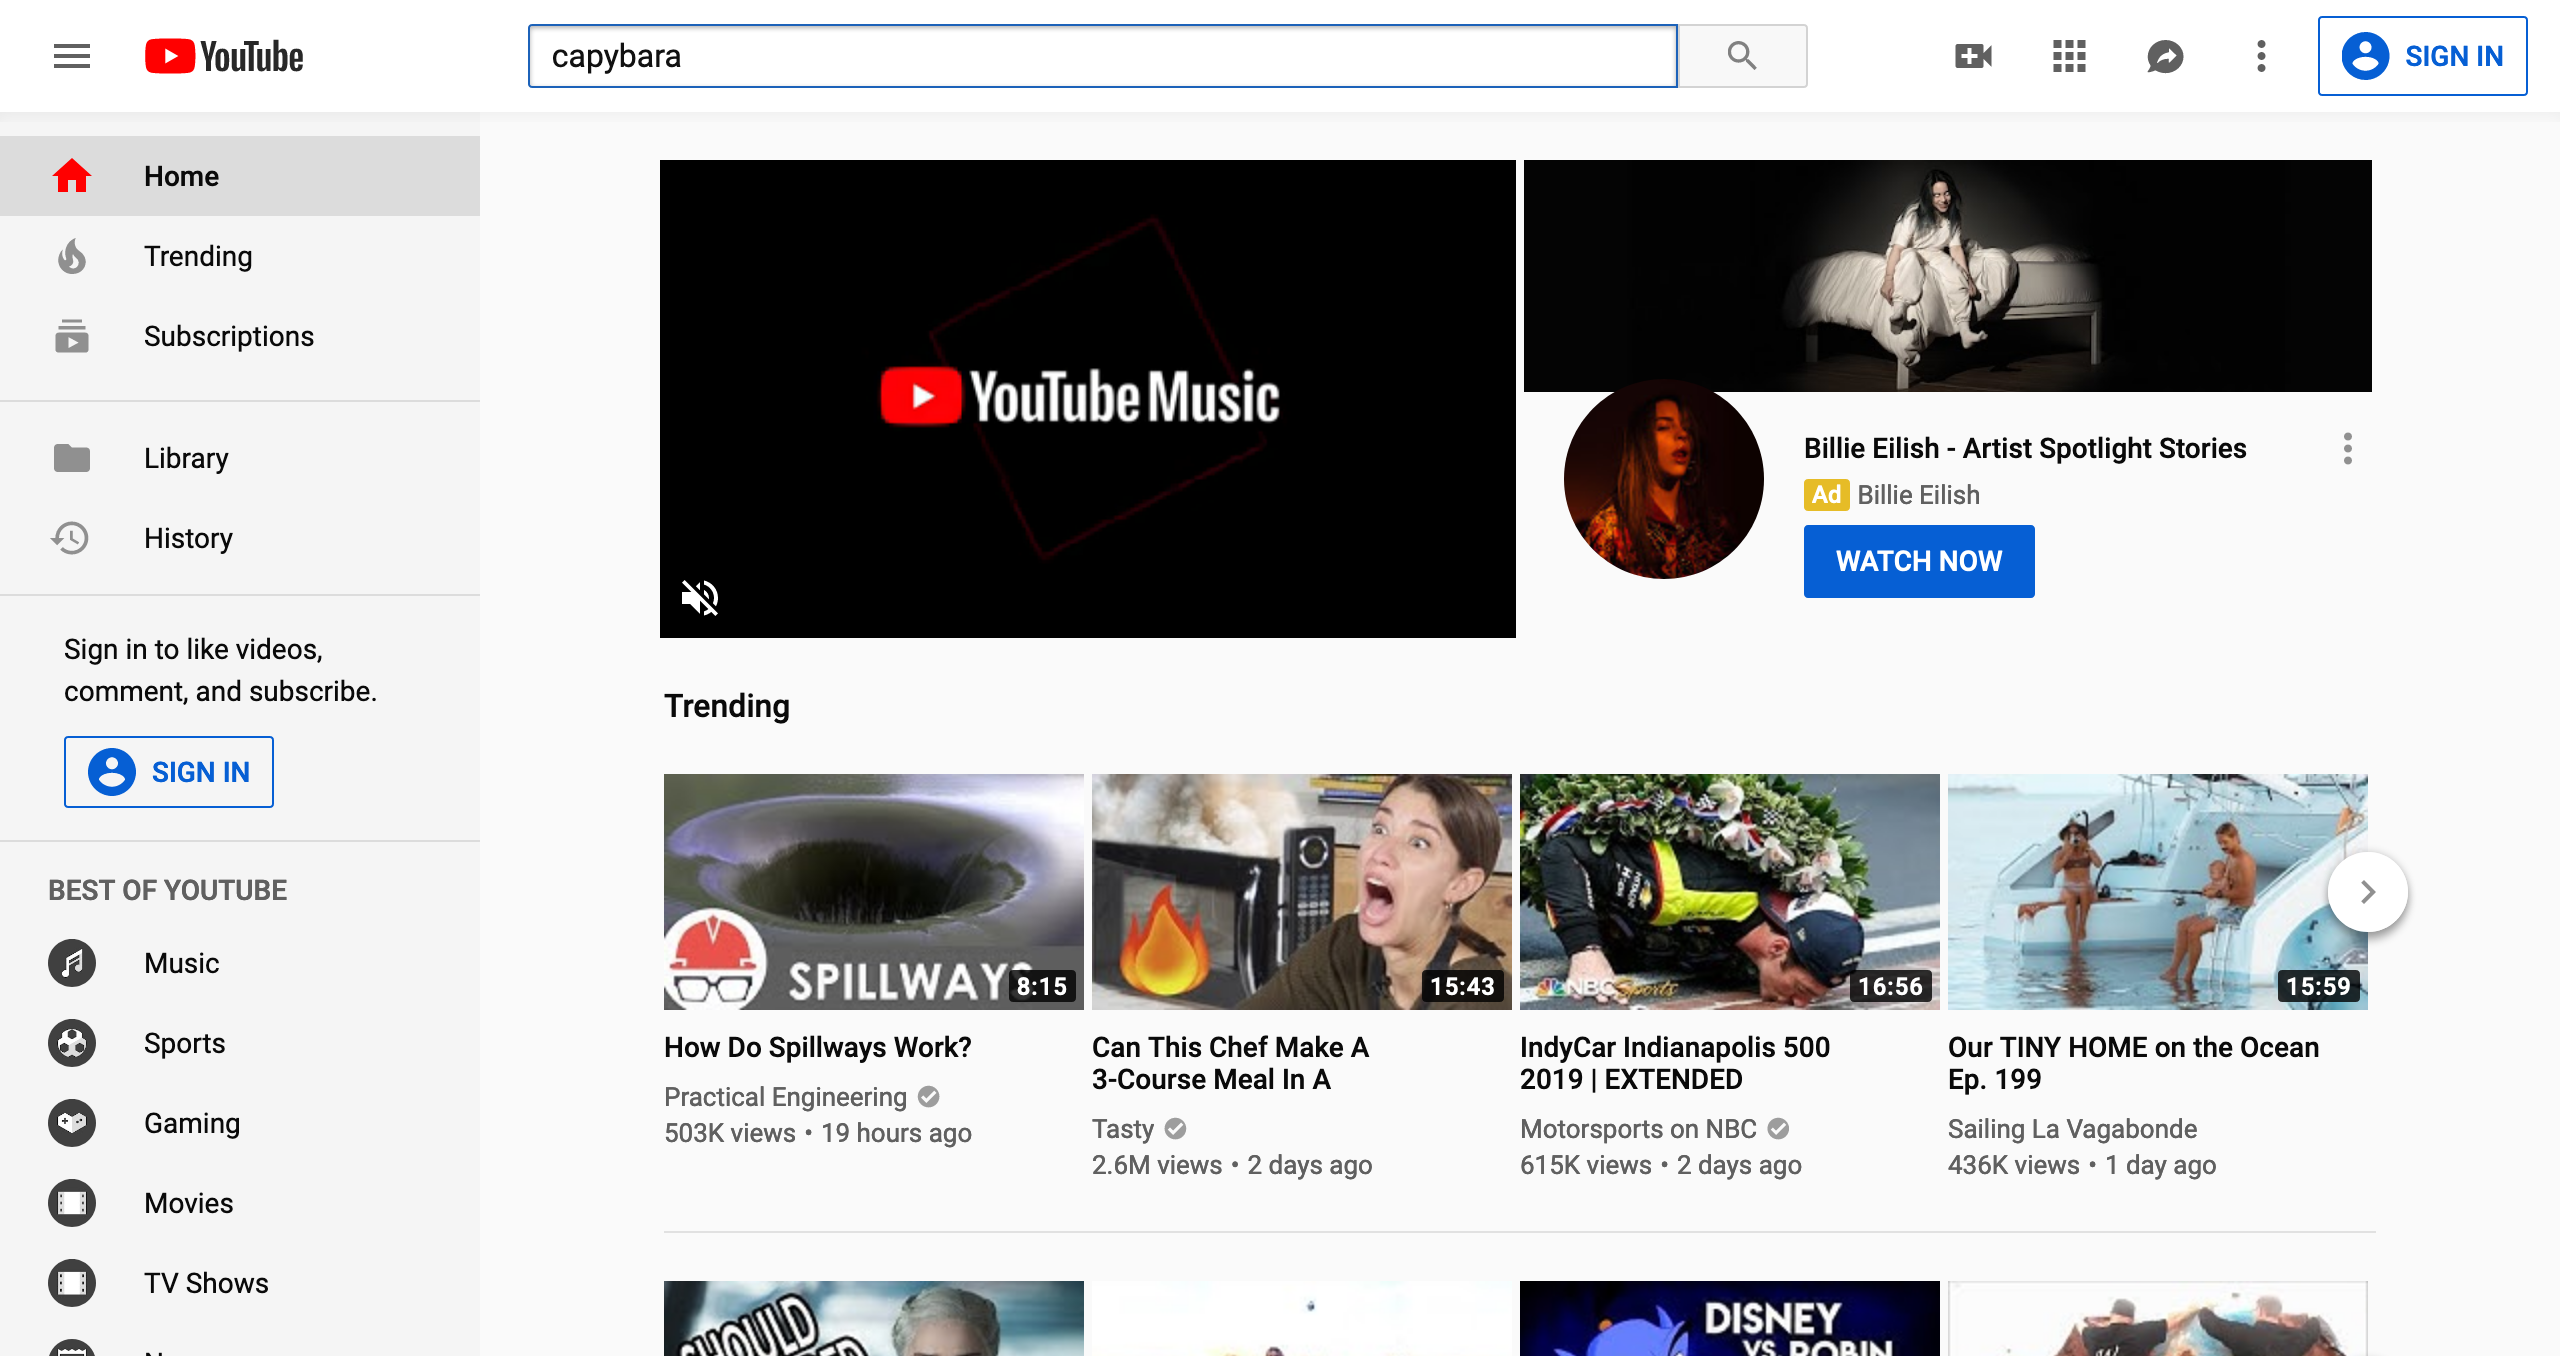 YouTube
capybara
SIGN IN
Home
Trending
Subscriptions
Library
History
Sign in to like videos,
comment, and subscribe.
SIGN IN
BEST OF YOUTUBE
Music
Sports
Gaming
Movies
TV Shows
YouTube Music
Billie Eilish - Artist Spotlight Stories
Ad Billie Eilish
WATCH NOW
Trending
SPILLWAYS
8:15
15:43
NBC Sports
16:56
15:59
How Do Spillways Work?
Practical Engineering
503K views • 19 hours ago
Can This Chef Make A
3-Course Meal In A
Tasty
2.6M views • 2 days ago
IndyCar Indianapolis 500
2019 | EXTENDED
Motorsports on NBC
615K views • 2 days ago
Our TINY HOME on the Ocean
Ep. 199
Sailing La Vagabonde
436K views • 1 day ago
SHOULD
DISNEY
VS. ROBIN